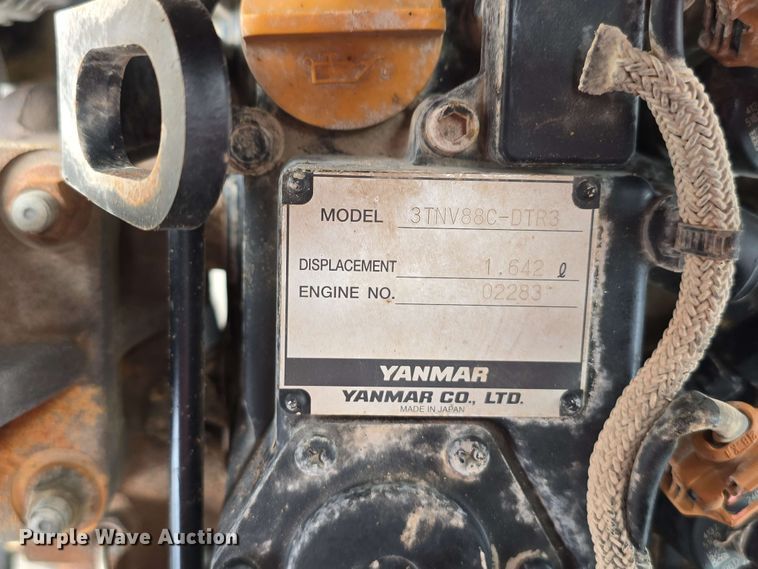 MODEL 3TNV88C-DTR3
DISPLACEMENT 1.642 ℓ
ENGINE NO. 02283
YANMAR
YANMAR CO., LTD.
MADE IN JAPAN
Purple Wave Auction